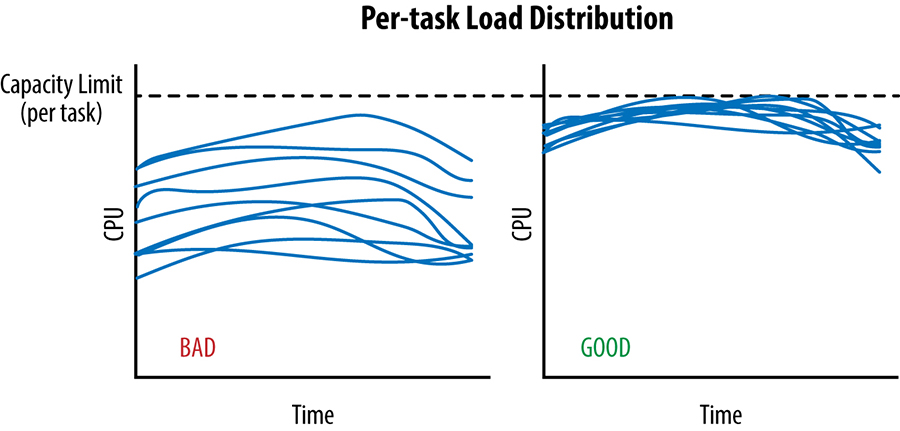 Per-task Load Distribution
Capacity Limit
(per task)
CPU
BAD
Time
CPU
GOOD
Time